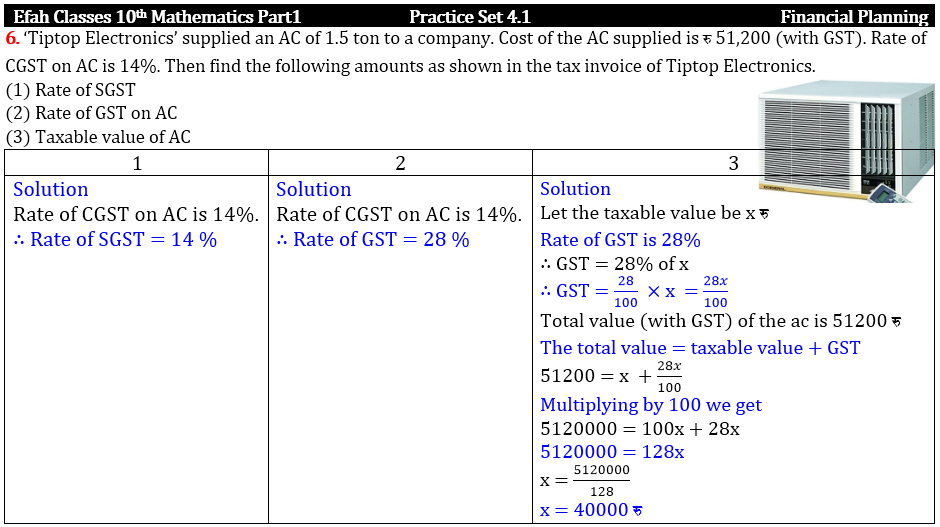 Efah Classes 10th Mathematics Part1 Practice Set 4.1 Financial Planning
6. ‘Tiptop Electronics’ supplied an AC of 1.5 ton to a company. Cost of the AC supplied is रु 51,200 (with GST). Rate of
CGST on AC is 14%. Then find the following amounts as shown in the tax invoice of Tiptop Electronics.
(1) Rate of SGST
(2) Rate of GST on AC
(3) Taxable value of AC
1 2 3
Solution
Rate of CGST on AC is 14%.
∴ Rate of SGST = 14 %
Solution
Rate of CGST on AC is 14%.
∴ Rate of GST = 28 %
Solution
Let the taxable value be x रु
Rate of GST is 28%
∴ GST = 28% of x
∴ GST = 28/100 × x = 28x/100
Total value (with GST) of the ac is 51200 रु
The total value = taxable value + GST
51200 = x + 28x/100
Multiplying by 100 we get
5120000 = 100x + 28x
5120000 = 128x
x = 5120000/128
x = 40000 रु